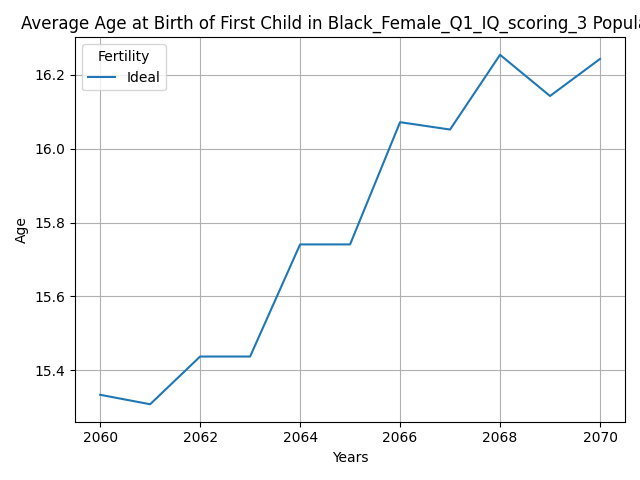 Average Age at Birth of First Child in Black_Female_Q1_IQ_scoring_3 Popula
Fertility
Ideal
16.2
16.0
15.8
15.6
15.4
Age
2060 2062 2064 2066 2068 2070
Years